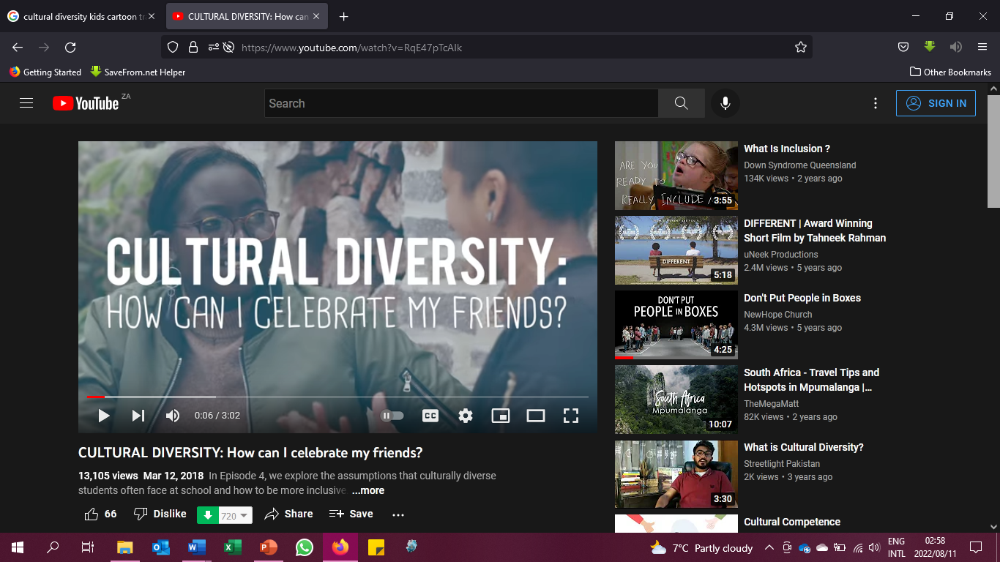 cultural diversity kids cartoon tr
CULTURAL DIVERSITY: How can
https://www.youtube.com/watch?v=RqE47pTcAIk
Getting Started
SaveFrom.net Helper
Other Bookmarks
YouTube ZA
Search
SIGN IN
CULTURAL DIVERSITY:
HOW CAN I CELEBRATE MY FRIENDS?
0:06 / 3:02
CC
CULTURAL DIVERSITY: How can I celebrate my friends?
13,105 views Mar 12, 2018 In Episode 4, we explore the assumptions that culturally diverse
students often face at school and how to be more inclusive. ...more
66
Dislike
720
Share
Save
ARE YOU
READY TO
REALLY INCLUDE
3:55
What Is Inclusion ?
Down Syndrome Queensland
134K views • 2 years ago
DIFFERENT
5:18
DIFFERENT | Award Winning
Short Film by Tahneek Rahman
uNeek Productions
2.4M views • 5 years ago
DON'T PUT
PEOPLE IN BOXES
4:25
Don't Put People in Boxes
NewHope Church
4.3M views • 5 years ago
South Africa
Mpumalanga
10:07
South Africa - Travel Tips and
Hotspots in Mpumalanga |...
TheMegaMatt
82K views • 2 years ago
3:30
What is Cultural Diversity?
Streetlight Pakistan
2K views • 3 years ago
Cultural Competence
7°C Partly cloudy
ENG
INTL
02:58
2022/08/11